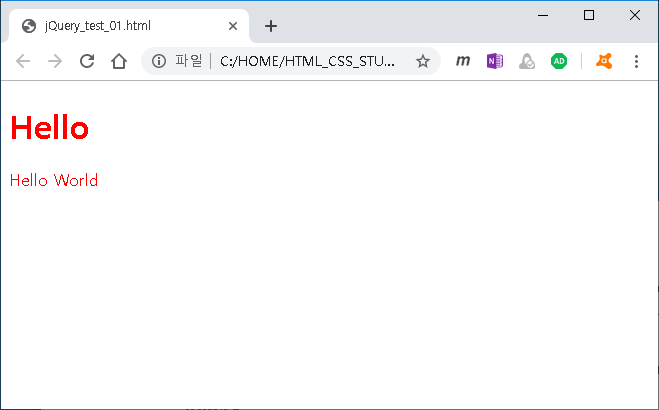 jQuery_test_01.html
파일 C:/HOME/HTML_CSS_STU...
m
N
AD
Hello
Hello World